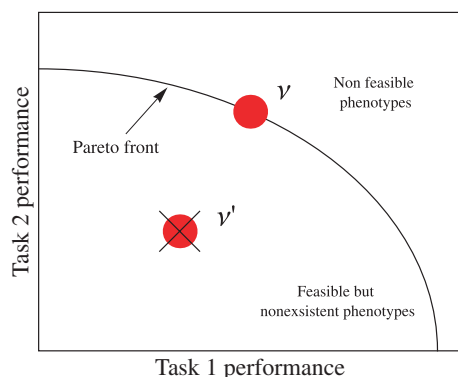 ν
Non feasible
phenotypes
Pareto front
ν'
Feasible but
nonexsistent phenotypes
Task 2 performance
Task 1 performance